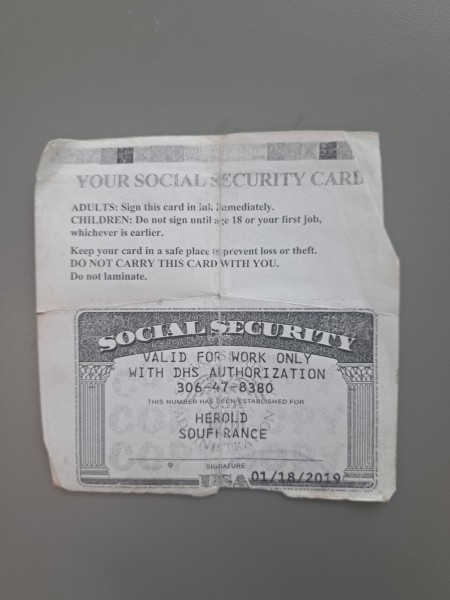 YOUR SOCIAL SECURITY CARD
ADULTS: Sign this card in ink immediately.
CHILDREN: Do not sign until age 18 or your first job,
whichever is earlier.
Keep your card in a safe place to prevent loss or theft.
DO NOT CARRY THIS CARD WITH YOU.
Do not laminate.
SOCIAL SECURITY
VALID FOR WORK ONLY
WITH DHS AUTHORIZATION
306-47-8380
THIS NUMBER HAS BEEN ESTABLISHED FOR
HEROLD
SOUFFRANCE
SIGNATURE
01/18/2019